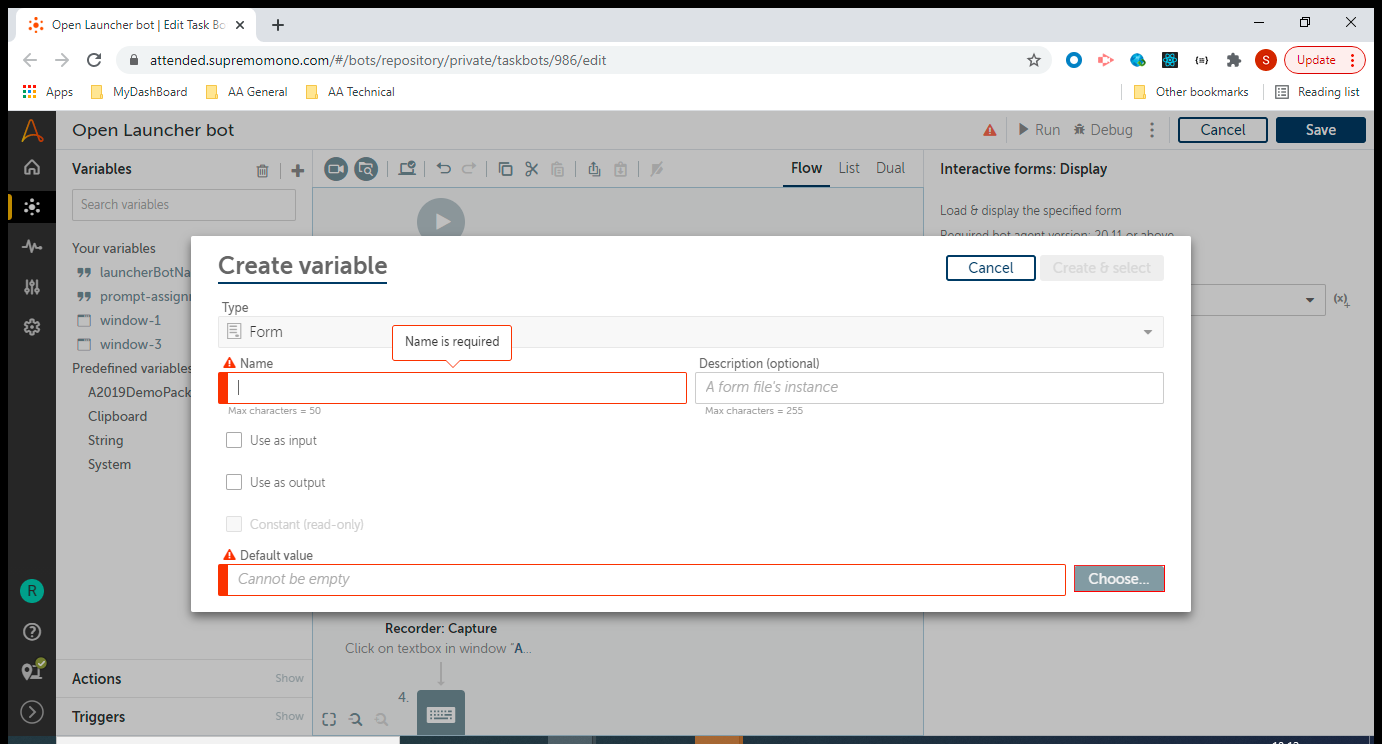 Open Launcher bot | Edit Task Bo
attended.supremomono.com/#/bots/repository/private/taskbots/986/edit
S
Update
Apps
MyDashBoard
AA General
AA Technical
Other bookmarks
Reading list
Open Launcher bot
Run
Debug
Cancel
Save
Variables
Flow
List
Dual
Interactive forms: Display
Search variables
Load & display the specified form
Required bot agent version: 20.11 or above
Your variables
launcherBotNa
prompt-assignm
window-1
window-3
Predefined variables
A2019DemoPack
Clipboard
String
System
(x)+
Create variable
Cancel
Create & select
Type
Form
Name is required
Name
Description (optional)
A form file's instance
Max characters = 50
Max characters = 255
Use as input
Use as output
Constant (read-only)
Default value
Cannot be empty
Choose...
R
Recorder: Capture
Click on textbox in window "A...
Actions
Show
4.
Triggers
Show